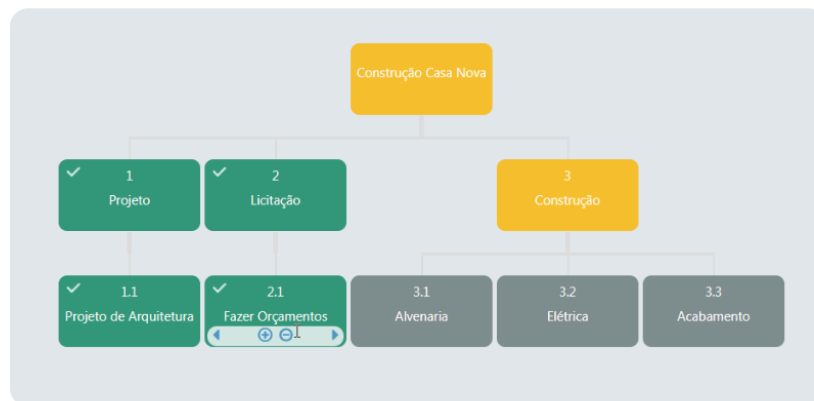 Construção Casa Nova
1
Projeto
2
Licitação
3
Construção
1.1
Projeto de Arquitetura
2.1
Fazer Orçamentos
3.1
Alvenaria
3.2
Elétrica
3.3
Acabamento